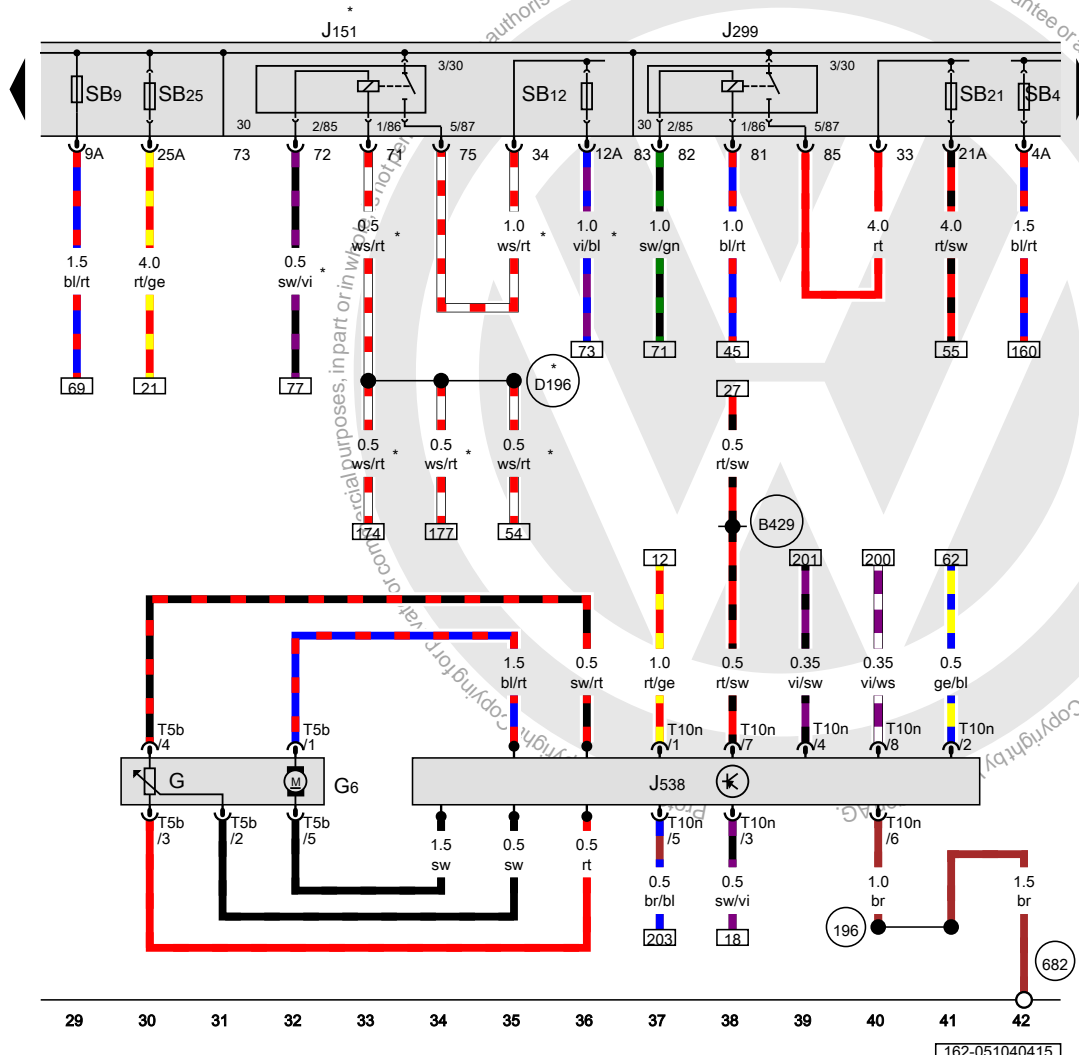 *
J151
J299
SB9
SB25
3/30
SB12
3/30
SB21
SB4
30
2/85
1/86
5/87
30
2/85
1/86
5/87
9A
25A
73
72
71
75
34
12A
83
82
81
85
33
21A
4A
0.5
ws/rt
*
1.0
ws/rt
*
1.0
vi/bl
*
1.0
sw/gn
1.0
bl/rt
4.0
rt
4.0
rt/sw
1.5
bl/rt
1.5
bl/rt
4.0
rt/ge
0.5
sw/vi
*
73
71
45
55
160
69
21
77
*
D196
27
0.5
ws/rt
*
0.5
ws/rt
*
0.5
ws/rt
*
0.5
rt/sw
174
177
54
B429
12
201
200
62
1.5
bl/rt
0.5
sw/rt
1.0
rt/ge
0.5
rt/sw
0.35
vi/sw
0.35
vi/ws
0.5
ge/bl
T5b
/4
T5b
/1
T10n
/1
T10n
/7
T10n
/4
T10n
/8
T10n
/2
G
M
G6
J538
T5b
/3
T5b
/2
T5b
/5
T10n
/5
T10n
/3
T10n
/6
1.5
sw
0.5
sw
0.5
rt
0.5
br/bl
0.5
sw/vi
1.0
br
1.5
br
203
18
196
682
29 30 31 32 33 34 35 36 37 38 39 40 41 42
162-051040415